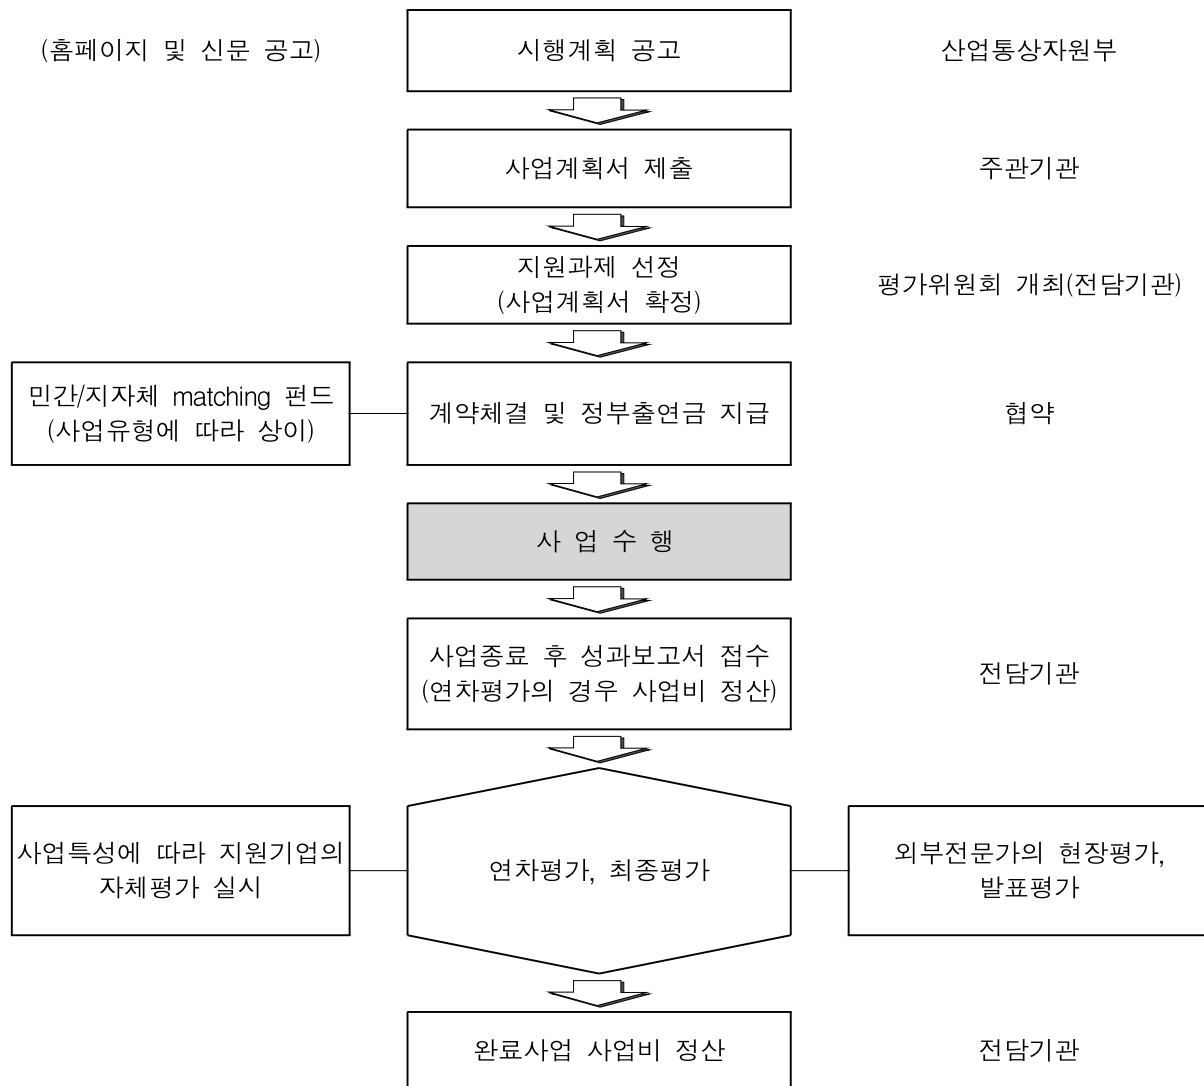 (홈페이지 및 신문 공고)
시행계획 공고
산업통상자원부
사업계획서 제출
주관기관
지원과제 선정
(사업계획서 확정)
평가위원회 개최(전담기관)
민간/지자체 matching 펀드
(사업유형에 따라 상이)
계약체결 및 정부출연금 지급
협약
사 업 수 행
사업종료 후 성과보고서 접수
(연차평가의 경우 사업비 정산)
전담기관
사업특성에 따라 지원기업의
자체평가 실시
연차평가, 최종평가
외부전문가의 현장평가,
발표평가
완료사업 사업비 정산
전담기관